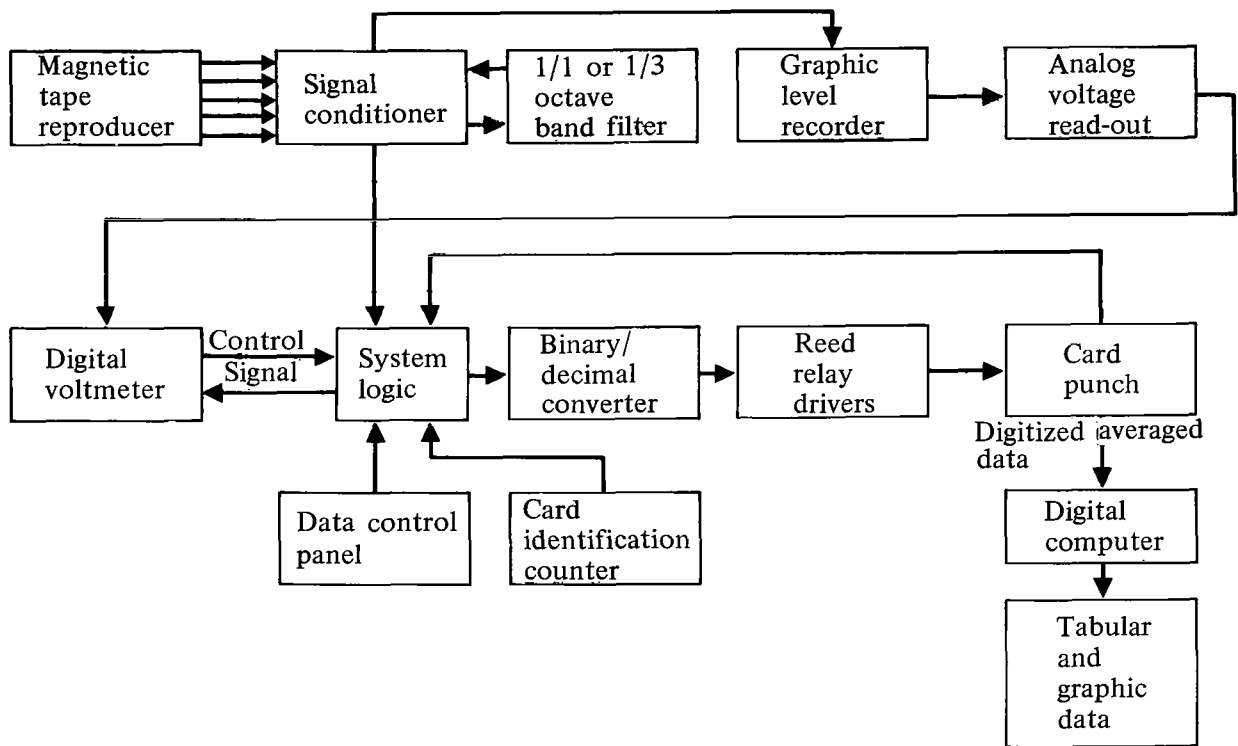 Magnetic
tape
reproducer
Signal
conditioner
1/1 or 1/3
octave
band filter
Graphic
level
recorder
Analog
voltage
read-out
Digital
voltmeter
Control
Signal
System
logic
Binary/
decimal
converter
Reed
relay
drivers
Card
punch
Digitized averaged
data
Data control
panel
Card
identification
counter
Digital
computer
Tabular
and
graphic
data